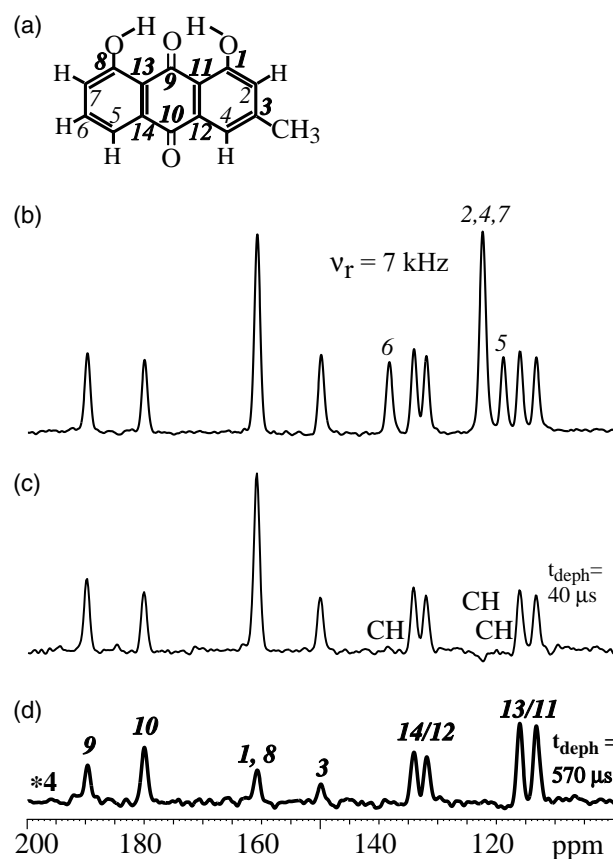 (a)
H H
O O O
8 1
H 13 11 H
9
7 2
10 3
H 6 5 14 12 4 CH3
H O H
(b)
2,4,7
νr = 7 kHz
6 5
(c)
tdeph=
40 μs
CH
CH CH
(d)
13/11
9 10 14/12 tdeph =
1, 8
3 570 μs
*4
200 180 160 140 120 ppm